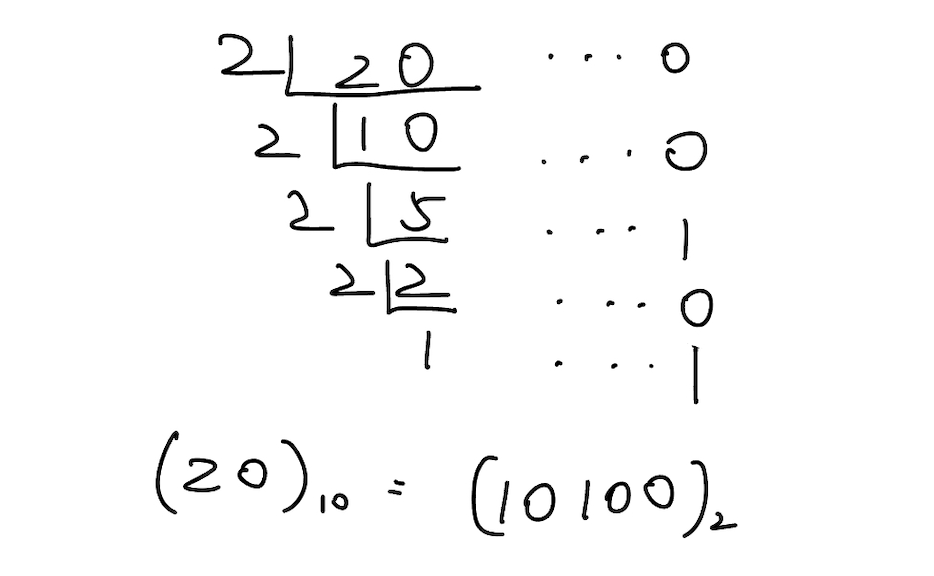 2 20 ... 0
2 10 ... 0
2 5 ... 1
2 2 ... 0
1 ... 1
(20)₁₀ = (10100)₂